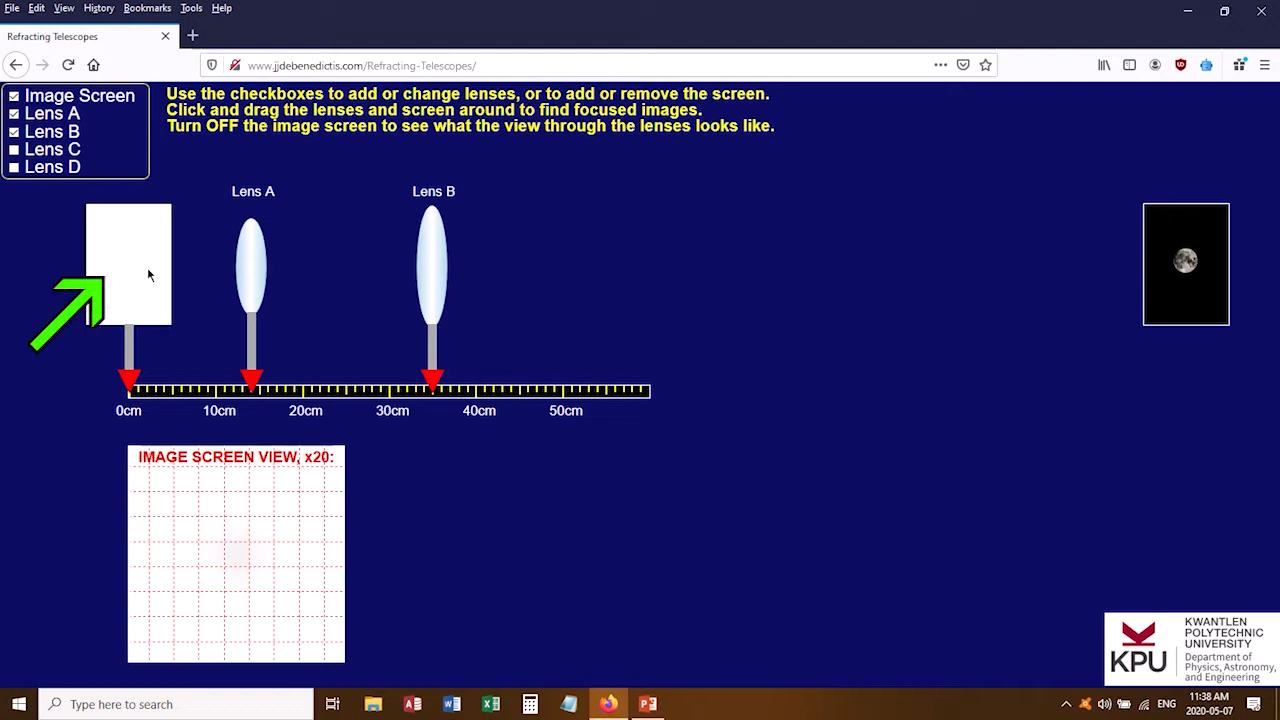 File Edit View History Bookmarks Tools Help
Refracting Telescopes
www.jjdebenedictis.com/Refracting-Telescopes/
Image Screen
Lens A
Lens B
Lens C
Lens D
Use the checkboxes to add or change lenses, or to add or remove the screen.
Click and drag the lenses and screen around to find focused images.
Turn OFF the image screen to see what the view through the lenses looks like.
Lens A
Lens B
0cm 10cm 20cm 30cm 40cm 50cm
IMAGE SCREEN VIEW, x20:
KPU
KWANTLEN
POLYTECHNIC
UNIVERSITY
Department of
Physics, Astronomy,
and Engineering
Type here to search
ENG
11:38 AM
2020-05-07